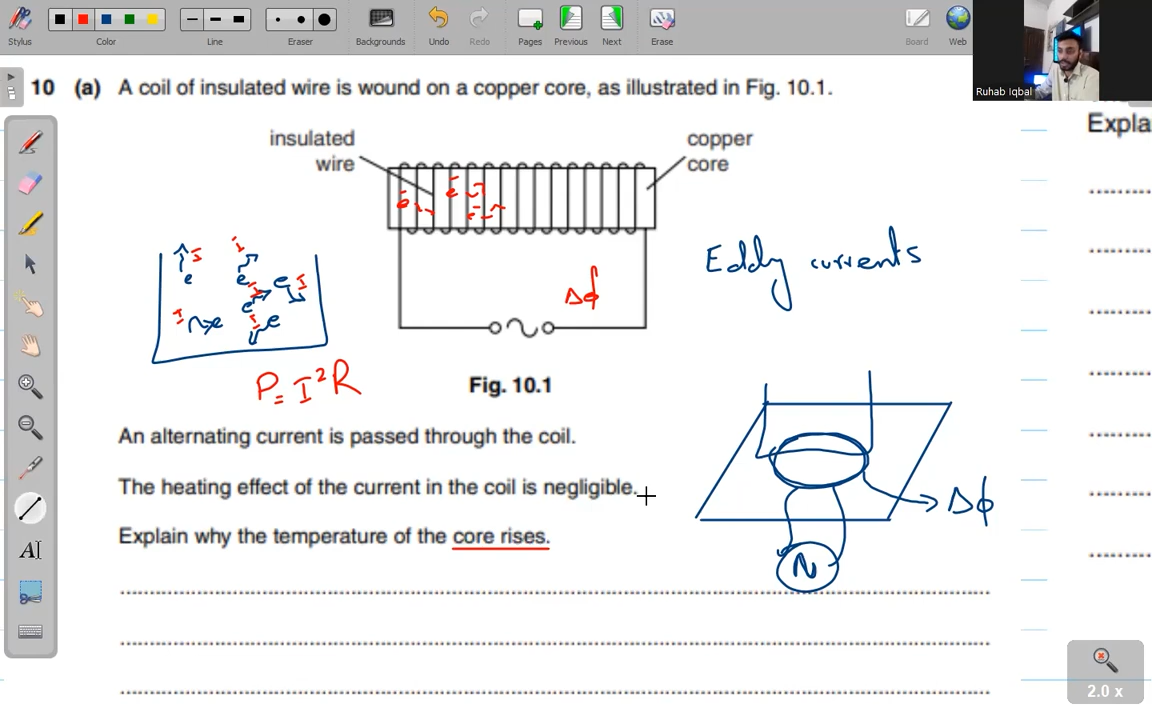 Stylus Color Line Eraser Backgrounds Undo Redo Pages Previous Next Erase Board Web
Ruhab Iqbal
10 (a) A coil of insulated wire is wound on a copper core, as illustrated in Fig. 10.1.
Expla
insulated
wire
copper
core
e
e
e
Eddy currents
I i
e e e I
I
I e I e
e
Δϕ
P = I²R
Fig. 10.1
An alternating current is passed through the coil.
The heating effect of the current in the coil is negligible.
Δϕ
Explain why the temperature of the core rises.
N
A
2.0 x